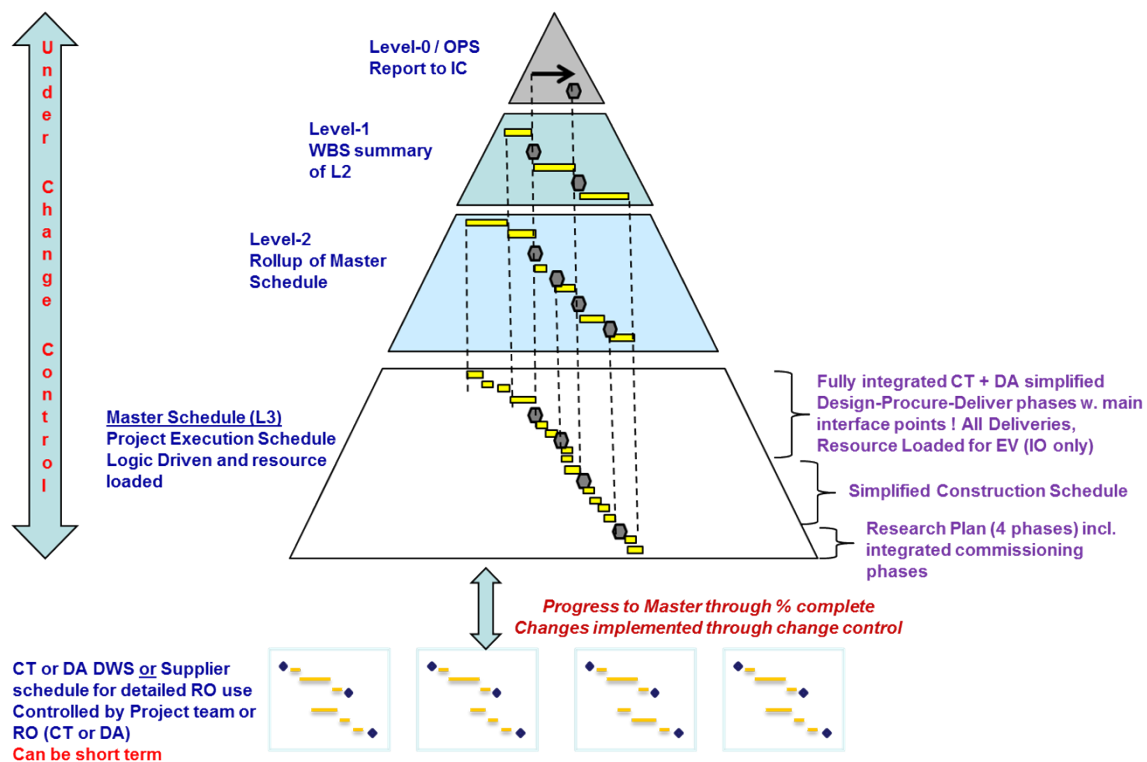 Under Change Control
Level-0 / OPS
Report to IC
Level-1
WBS summary
of L2
Level-2
Rollup of Master
Schedule
Master Schedule (L3)
Project Execution Schedule
Logic Driven and resource
loaded
Fully integrated CT + DA simplified
Design-Procure-Deliver phases w. main
interface points ! All Deliveries,
Resource Loaded for EV (IO only)
Simplified Construction Schedule
Research Plan (4 phases) incl.
integrated commissioning
phases
Progress to Master through % complete
Changes implemented through change control
CT or DA DWS or Supplier
schedule for detailed RO use
Controlled by Project team or
RO (CT or DA)
Can be short term